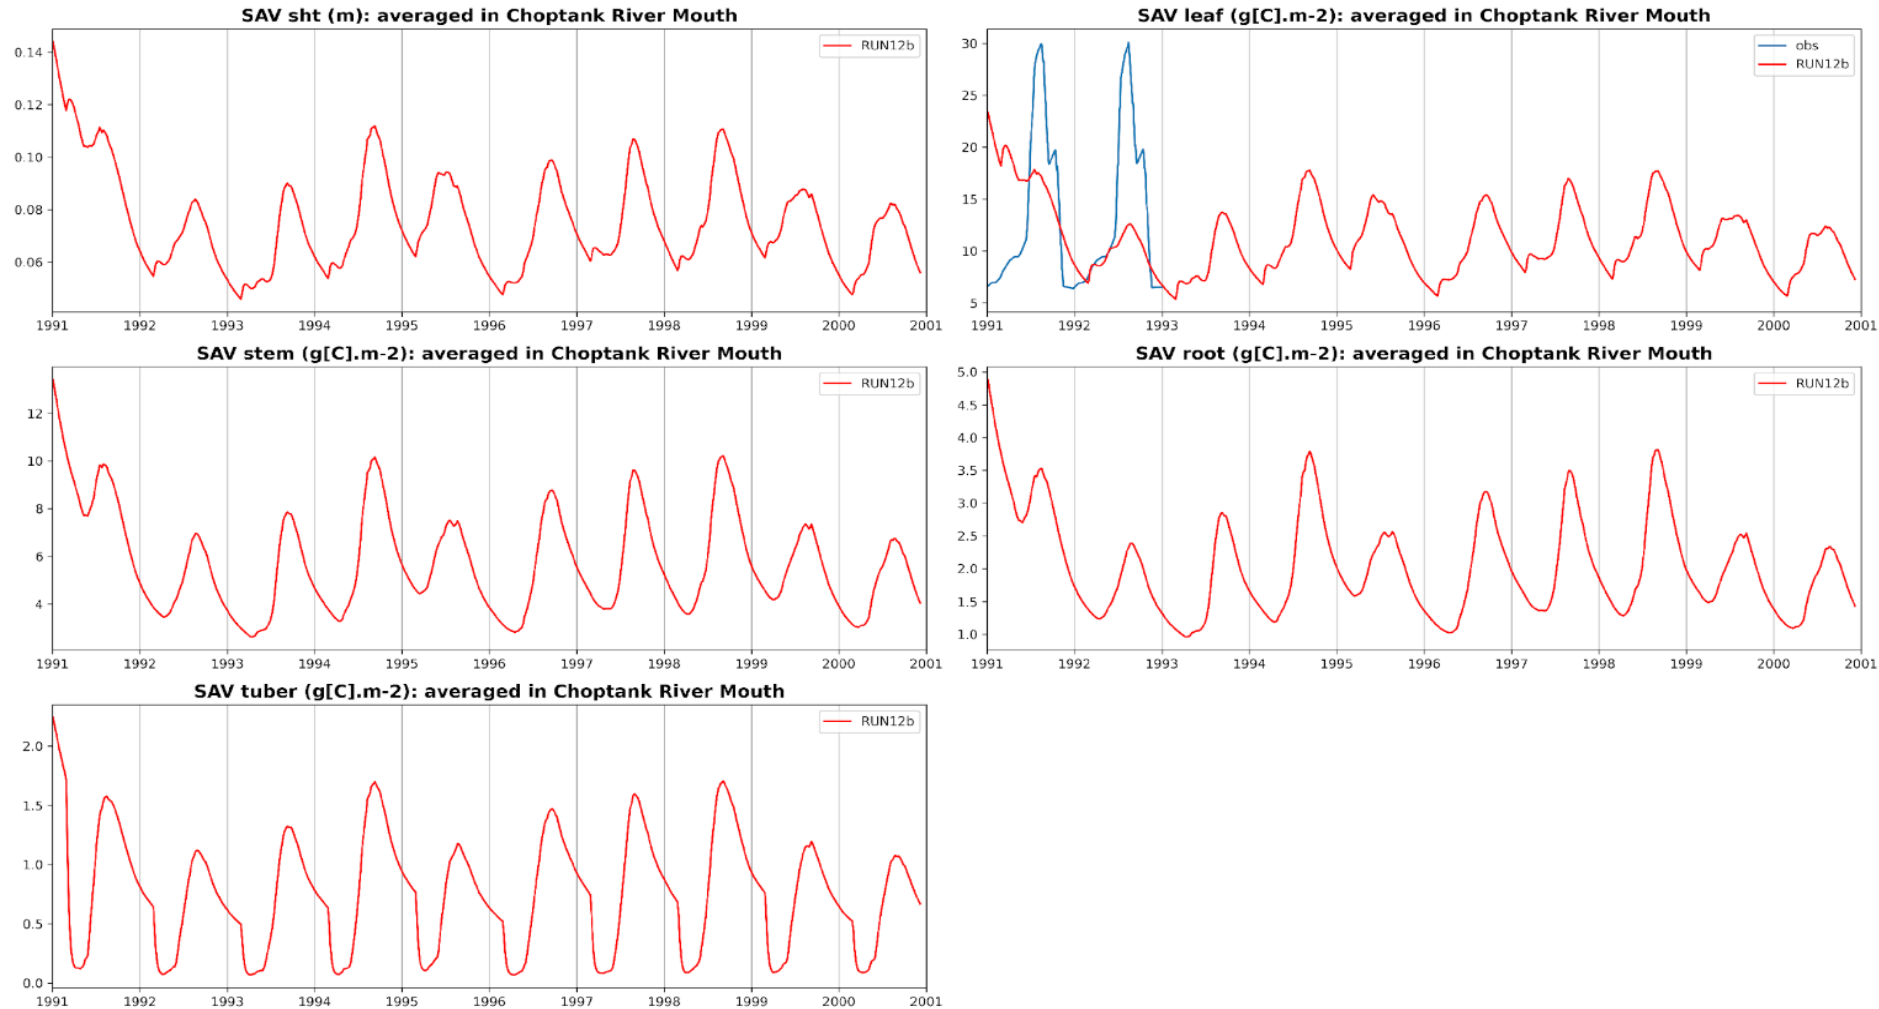 SAV sht (m): averaged in Choptank River Mouth
RUN12b
0.14
0.12
0.10
0.08
0.06
1991 1992 1993 1994 1995 1996 1997 1998 1999 2000 2001
SAV leaf (g[C].m-2): averaged in Choptank River Mouth
obs
RUN12b
30
25
20
15
10
5
1991 1992 1993 1994 1995 1996 1997 1998 1999 2000 2001
SAV stem (g[C].m-2): averaged in Choptank River Mouth
RUN12b
12
10
8
6
4
1991 1992 1993 1994 1995 1996 1997 1998 1999 2000 2001
SAV root (g[C].m-2): averaged in Choptank River Mouth
RUN12b
5.0
4.5
4.0
3.5
3.0
2.5
2.0
1.5
1.0
1991 1992 1993 1994 1995 1996 1997 1998 1999 2000 2001
SAV tuber (g[C].m-2): averaged in Choptank River Mouth
RUN12b
2.0
1.5
1.0
0.5
0.0
1991 1992 1993 1994 1995 1996 1997 1998 1999 2000 2001